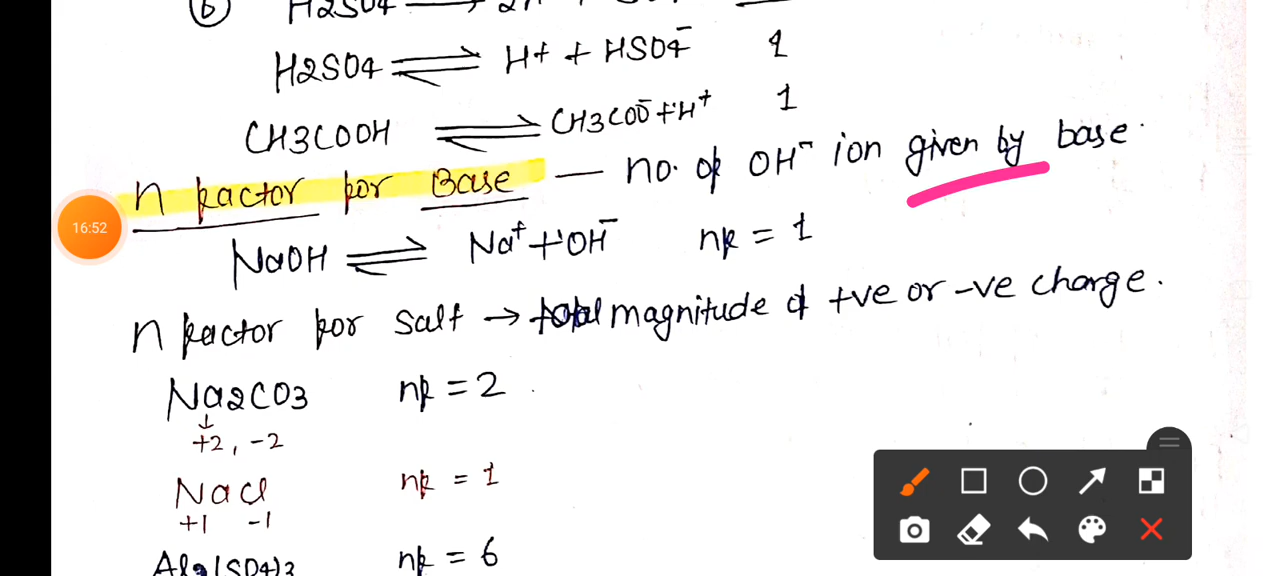 b H2SO4 →
H2SO4 ⇌ H+ + HSO4⁻ 1
CH3COOH ⇌ CH3COO⁻ + H⁺ 1
n factor for Base — no. of OH⁻ ion given by base.
16:52
NaOH ⇌ Na⁺ + OH⁻ nf = 1
n factor for salt → total magnitude of +ve or -ve charge.
Na2CO3 nf = 2
↓
+2, -2
NaCl nf = 1
+1 -1
Al2(SO4)3 nf = 6